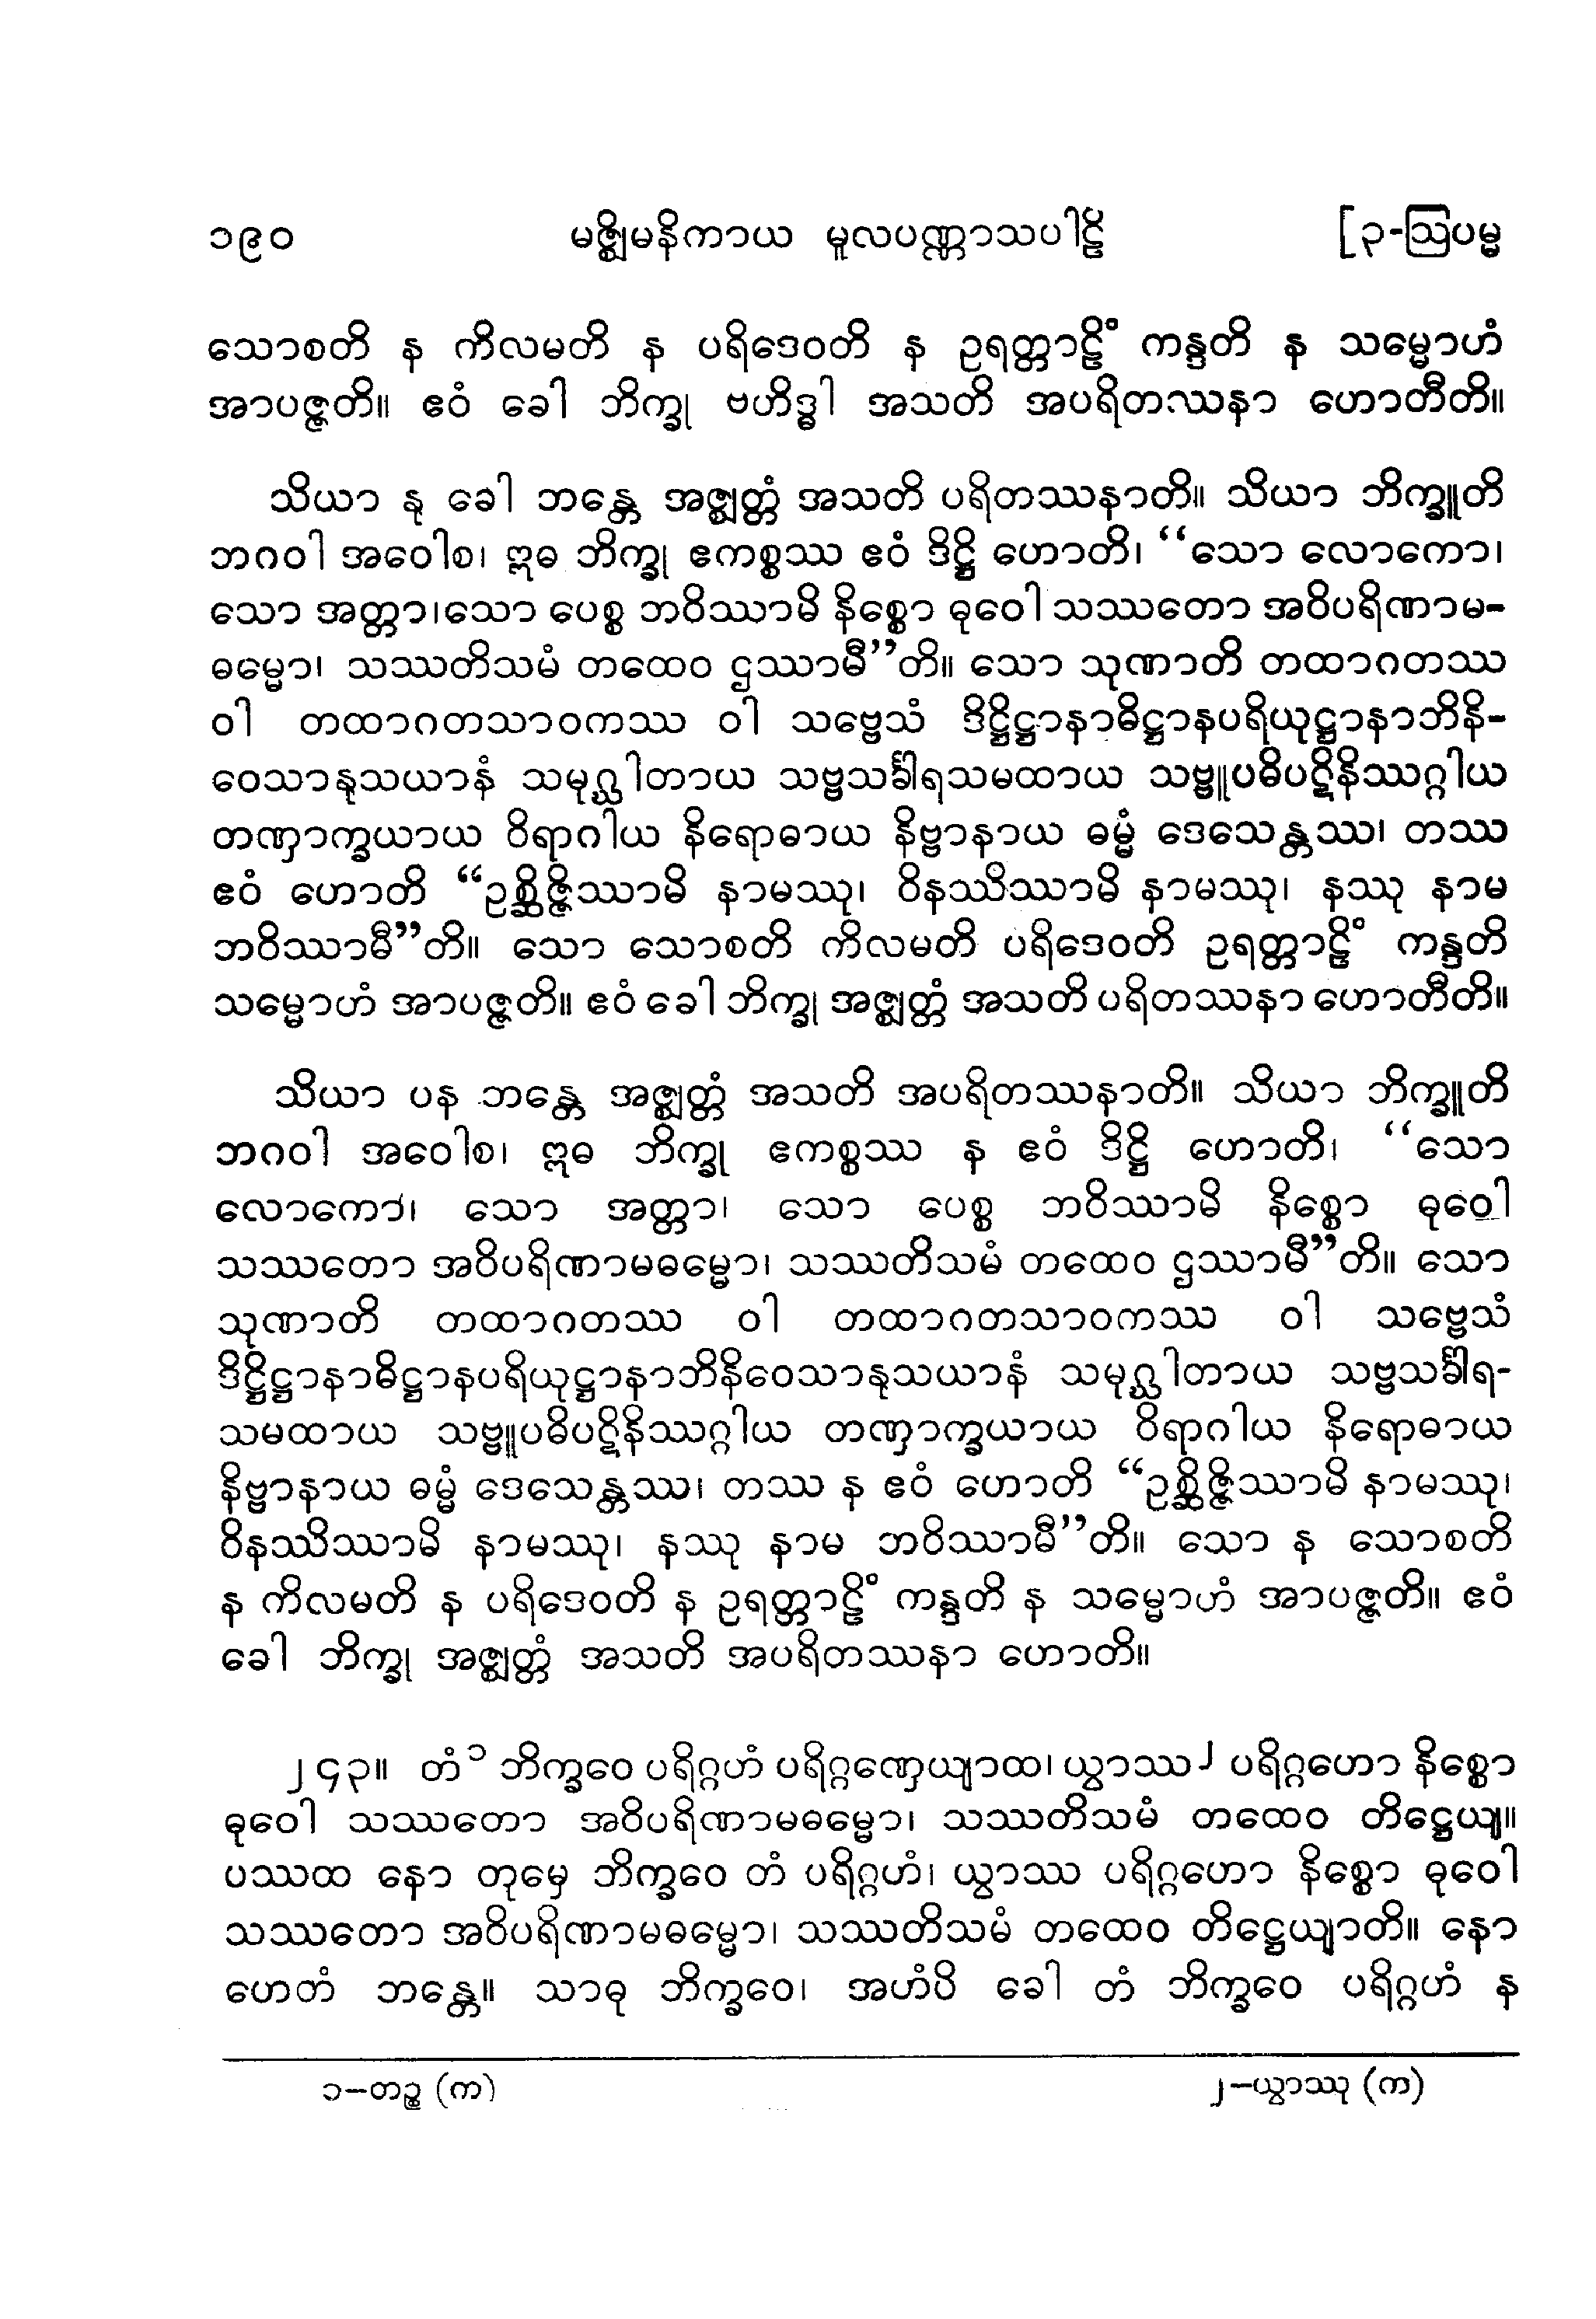 ၁၉၀ မဇ္ဈိမနိကာယ မူလပဏ္ဏာသပါဠိ [၃-ဩပမ္မ
သောစတိ န ကိလမတိ န ပရိဒေဝတိ န ဥရတ္တာဠိံ ကန္ဒတိ န သမ္မောဟံ
အာပဇ္ဇတိ။ ဧဝံ ခေါ ဘိက္ခု ဗဟိဒ္ဓါ အသတိ အပရိတဿနာ ဟောတီတိ။
သိယာ နု ခေါ ဘန္တေ အဇ္ဈတ္တံ အသတိ ပရိတဿနာတိ။ သိယာ ဘိက္ခူတိ
ဘဂဝါ အဝေါစ၊ ဣဓ ဘိက္ခု ဧကစ္စဿ ဧဝံ ဒိဋ္ဌိ ဟောတိ၊ “သော လောကော၊
သော အတ္တာ၊သော ပေစ္စ ဘဝိဿာမိ နိစ္စော ဓုဝေါ သဿတော အဝိပရိဏာမ-
ဓမ္မော၊ သဿတိသမံ တထေဝ ဌဿာမီ”တိ။ သော သုဏာတိ တထာဂတဿ
ဝါ တထာဂတသာဝကဿ ဝါ သဗ္ဗေသံ ဒိဋ္ဌိဋ္ဌာနာဓိဋ္ဌာနပရိယုဋ္ဌာနာဘိနိ-
ဝေသာနုသယာနံ သမုဂ္ဃါတာယ သဗ္ဗသင်္ခါရသမထာယ သဗ္ဗူပဓိပဋိနိဿဂ္ဂါယ
တဏှာက္ခယာယ ဝိရာဂါယ နိရောဓာယ နိဗ္ဗာနာယ ဓမ္မံ ဒေသေန္တဿ၊ တဿ
ဧဝံ ဟောတိ “ဥစ္ဆိဇ္ဇိဿာမိ နာမဿု၊ ဝိနဿိဿာမိ နာမဿု၊ နဿု နာမ
ဘဝိဿာမီ”တိ။ သော သောစတိ ကိလမတိ ပရိဒေဝတိ ဥရတ္တာဠိံ ကန္ဒတိ
သမ္မောဟံ အာပဇ္ဇတိ။ ဧဝံ ခေါ ဘိက္ခု အဇ္ဈတ္တံ အသတိ ပရိတဿနာ ဟောတီတိ။
သိယာ ပန ဘန္တေ အဇ္ဈတ္တံ အသတိ အပရိတဿနာတိ။ သိယာ ဘိက္ခူတိ
ဘဂဝါ အဝေါစ၊ ဣဓ ဘိက္ခု ဧကစ္စဿ န ဧဝံ ဒိဋ္ဌိ ဟောတိ၊ “သော
လောကော၊ သော အတ္တာ၊ သော ပေစ္စ ဘဝိဿာမိ နိစ္စော ဓုဝေါ
သဿတော အဝိပရိဏာမဓမ္မော၊ သဿတိသမံ တထေဝ ဌဿာမီ”တိ။ သော
သုဏာတိ တထာဂတဿ ဝါ တထာဂတသာဝကဿ ဝါ သဗ္ဗေသံ
ဒိဋ္ဌိဋ္ဌာနာဓိဋ္ဌာနပရိယုဋ္ဌာနာဘိနိဝေသာနုသယာနံ သမုဂ္ဃါတာယ သဗ္ဗသင်္ခါရ-
သမထာယ သဗ္ဗူပဓိပဋိနိဿဂ္ဂါယ တဏှာက္ခယာယ ဝိရာဂါယ နိရောဓာယ
နိဗ္ဗာနာယ ဓမ္မံ ဒေသေန္တဿ၊ တဿ န ဧဝံ ဟောတိ “ဥစ္ဆိဇ္ဇိဿာမိ နာမဿု၊
ဝိနဿိဿာမိ နာမဿု၊ နဿု နာမ ဘဝိဿာမီ”တိ။ သော န သောစတိ
န ကိလမတိ န ပရိဒေဝတိ န ဥရတ္တာဠိံ ကန္ဒတိ န သမ္မောဟံ အာပဇ္ဇတိ။ ဧဝံ
ခေါ ဘိက္ခု အဇ္ဈတ္တံ အသတိ အပရိတဿနာ ဟောတိ။
၂၄၃။ တံ၁ ဘိက္ခဝေ ပရိဂ္ဂဟံ ပရိဂ္ဂဏှေယျာထ၊ ယွာဿ၂ ပရိဂ္ဂဟော နိစ္စော
ဓုဝေါ သဿတော အဝိပရိဏာမဓမ္မော၊ သဿတိသမံ တထေဝ တိဋ္ဌေယျ။
ပဿထ နော တုမှေ ဘိက္ခဝေ တံ ပရိဂ္ဂဟံ၊ ယွာဿ ပရိဂ္ဂဟော နိစ္စော ဓုဝေါ
သဿတော အဝိပရိဏာမဓမ္မော၊ သဿတိသမံ တထေဝ တိဋ္ဌေယျာတိ။ နော
ဟေတံ ဘန္တေ။ သာဓု ဘိက္ခဝေ၊ အဟံပိ ခေါ တံ ဘိက္ခဝေ ပရိဂ္ဂဟံ န
၁–တဉ္စ (က) ၂–ယွာဿု (က)